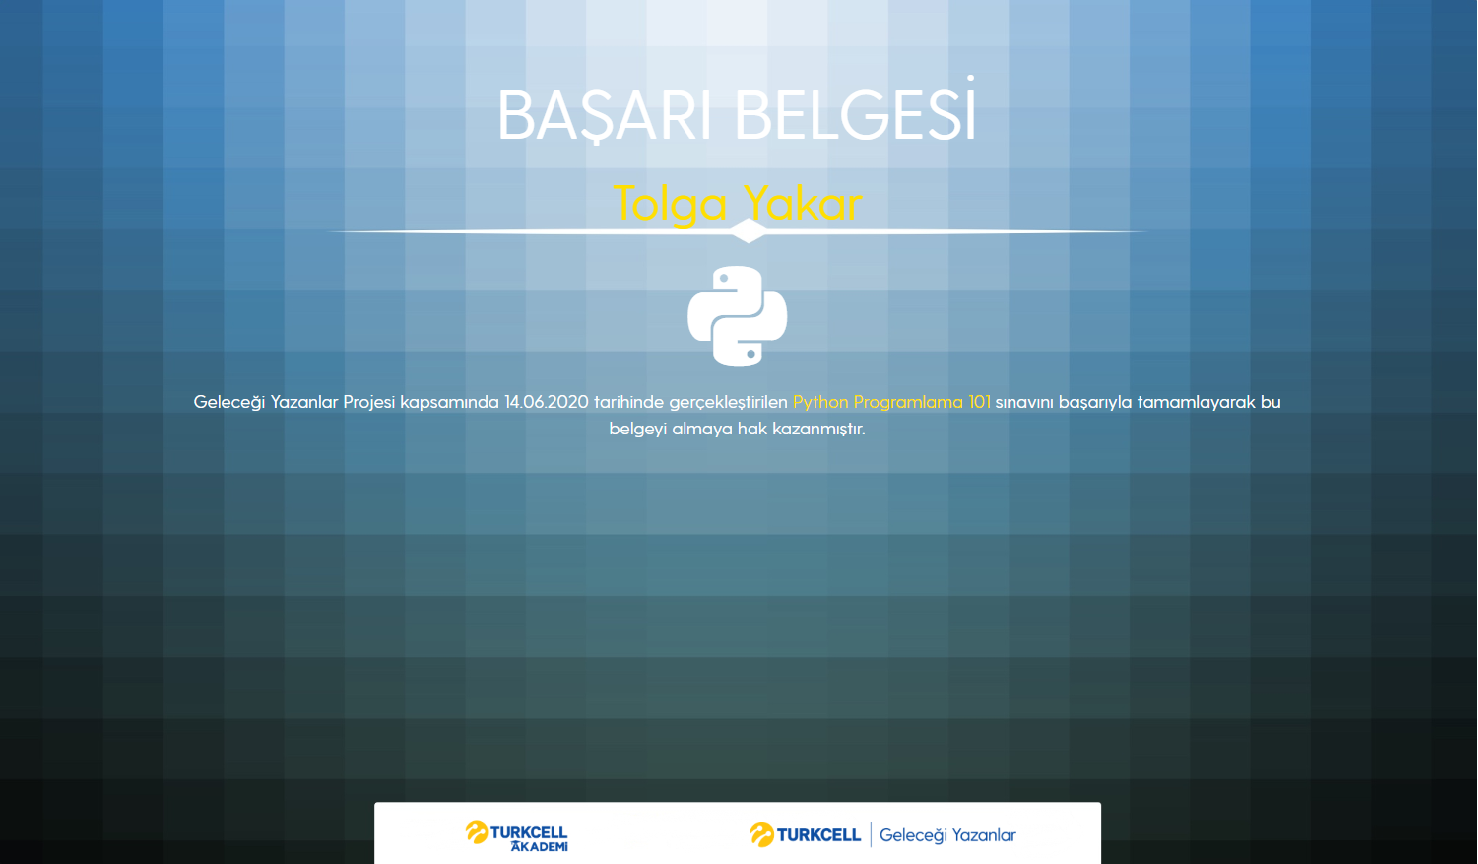 BAŞARI BELGESİ
Tolga Yakar
Geleceği Yazanlar Projesi kapsamında 14.06.2020 tarihinde gerçekleştirilen Python Programlama 101 sınavını başarıyla tamamlayarak bu
belgeyi almaya hak kazanmıştır.
TURKCELL
AKADEMİ
TURKCELL | Geleceği Yazanlar